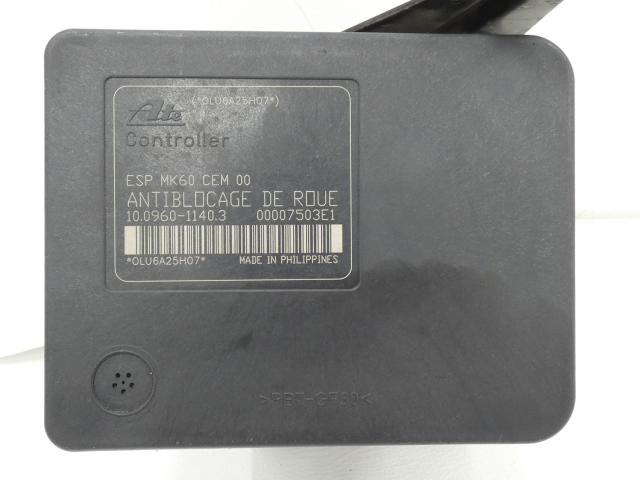 (*OLU6A25H07*)
Ate
Controller
ESP MK60 CEM 00
ANTIBLOCAGE DE ROUE
10.0960-1140.3 00007503E1
*OLU6A25H07* MADE IN PHILIPPINES
>PBT-GF30<